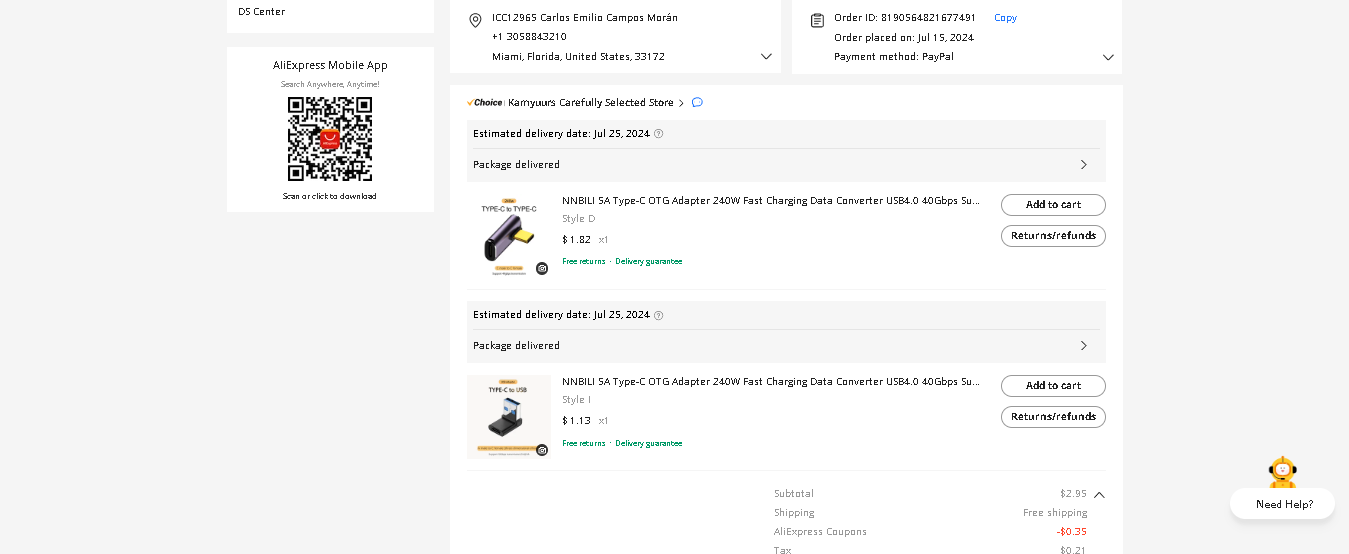 DS Center
AliExpress Mobile App
Search Anywhere, Anytime!
Scan or click to download
ICC12965 Carlos Emilio Campos Morán
+1 3058843210
Miami, Florida, United States, 33172
Order ID: 8190564821677491 Copy
Order placed on: Jul 15, 2024
Payment method: PayPal
Choice Kamyuurs Carefully Selected Store
Estimated delivery date: Jul 25, 2024
Package delivered
TYPE-C to TYPE-C
NNBILI 5A Type-C OTG Adapter 240W Fast Charging Data Converter USB4.0 40Gbps Su...
Style D
$ 1.82 x1
Free returns · Delivery guarantee
Add to cart
Returns/refunds
Estimated delivery date: Jul 25, 2024
Package delivered
TYPE-C to USB
NNBILI 5A Type-C OTG Adapter 240W Fast Charging Data Converter USB4.0 40Gbps Su...
Style I
$ 1.13 x1
Free returns · Delivery guarantee
Add to cart
Returns/refunds
Subtotal $2.95
Shipping Free shipping
AliExpress Coupons -$0.35
Tax $0.21
Need Help?